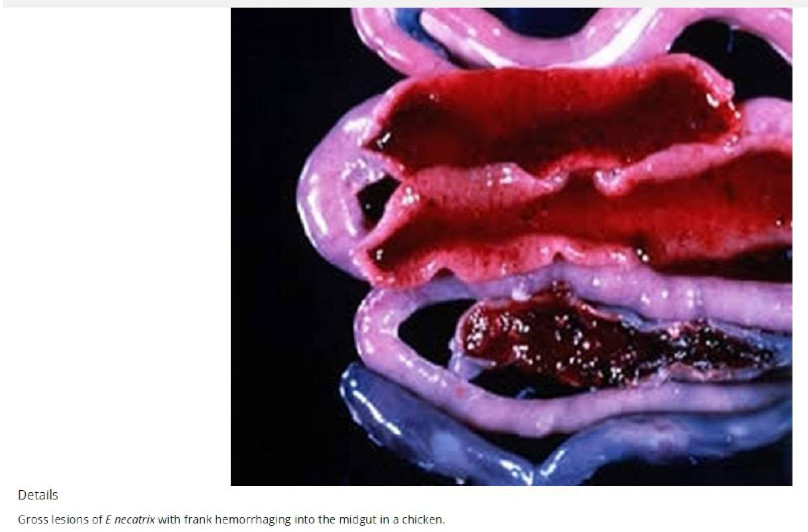 Details
Gross lesions of E necatrix with frank hemorrhaging into the midgut in a chicken.